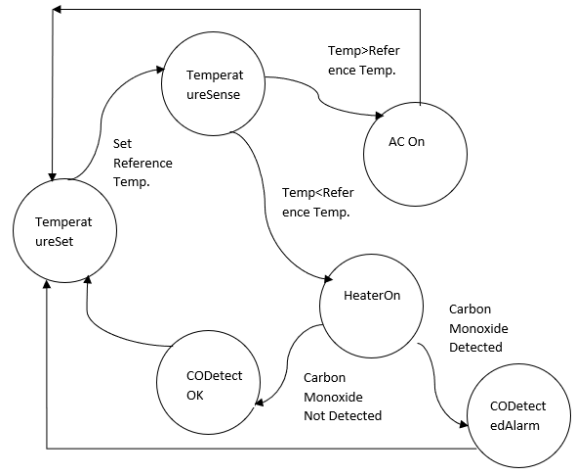 Temp>Refer
ence Temp.
Temperat
ureSense
AC On
Set
Reference
Temp.
Temp<Refer
ence Temp.
Temperat
ureSet
HeaterOn
Carbon
Monoxide
Detected
CODetect
OK
Carbon
Monoxide
Not Detected
CODetect
edAlarm